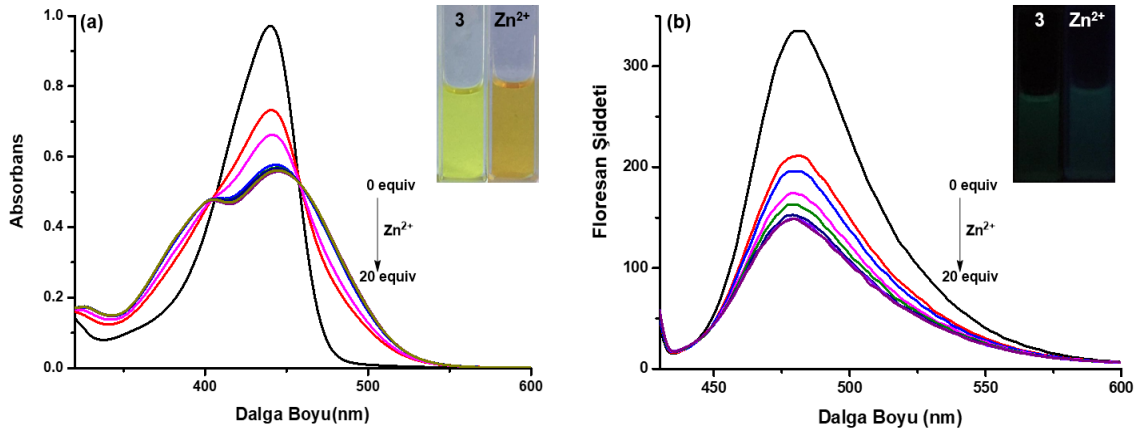 (a)
3 Zn²⁺
1.0
0.8
0.6
0.4
0.2
0.0
Absorbans
0 equiv
Zn²⁺
20 equiv
400
500
600
Dalga Boyu(nm)
(b)
3 Zn²⁺
300
200
100
0
Floresan Şiddeti
0 equiv
Zn²⁺
20 equiv
450
500
550
600
Dalga Boyu (nm)